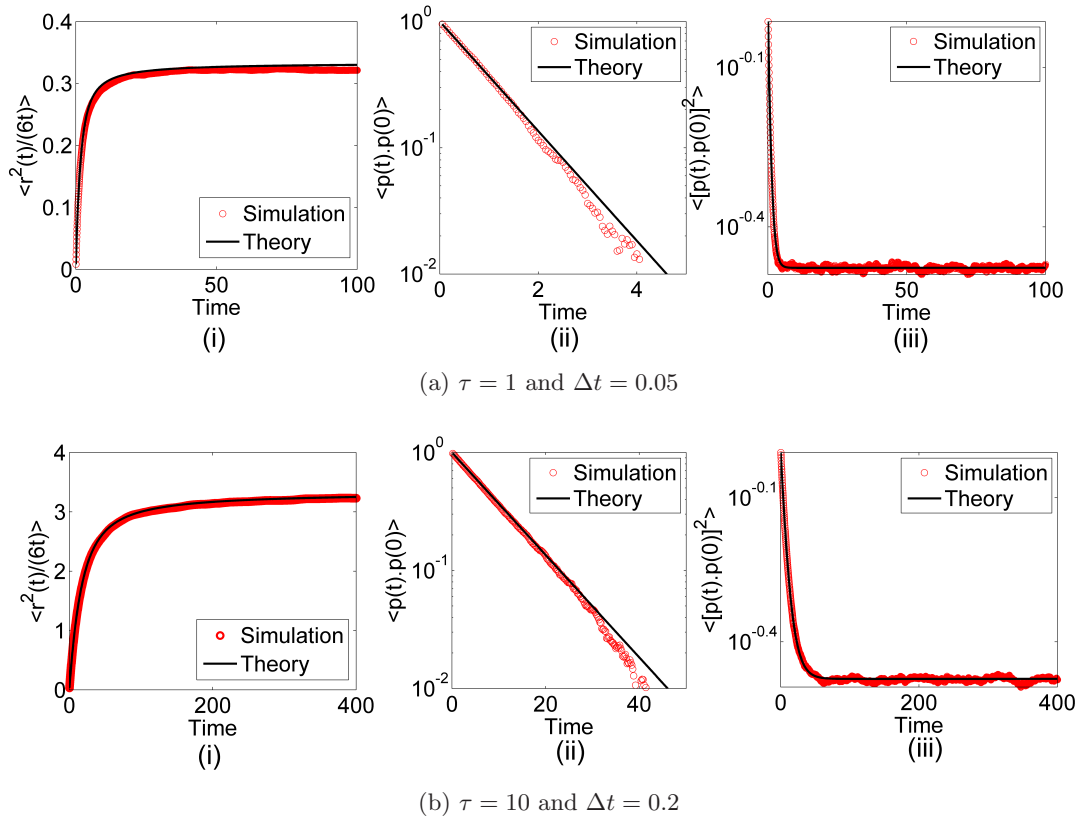 0.4
0.3
0.2
0.1
0
<r²(t)/(6t)>
Simulation
Theory
0 50 100
Time
(i)
10⁰
10⁻¹
10⁻²
<p(t).p(0)>
Simulation
Theory
0 2 4
Time
(ii)
10⁻⁰·¹
10⁻⁰·⁴
<[p(t).p(0)]²>
Simulation
Theory
0 50 100
Time
(iii)
(a) τ = 1 and Δt = 0.05
4
3
2
1
0
<r²(t)/(6t)>
Simulation
Theory
0 200 400
Time
(i)
10⁰
10⁻¹
10⁻²
<p(t).p(0)>
Simulation
Theory
0 20 40
Time
(ii)
10⁻⁰·¹
10⁻⁰·⁴
<[p(t).p(0)]²>
Simulation
Theory
0 200 400
Time
(iii)
(b) τ = 10 and Δt = 0.2